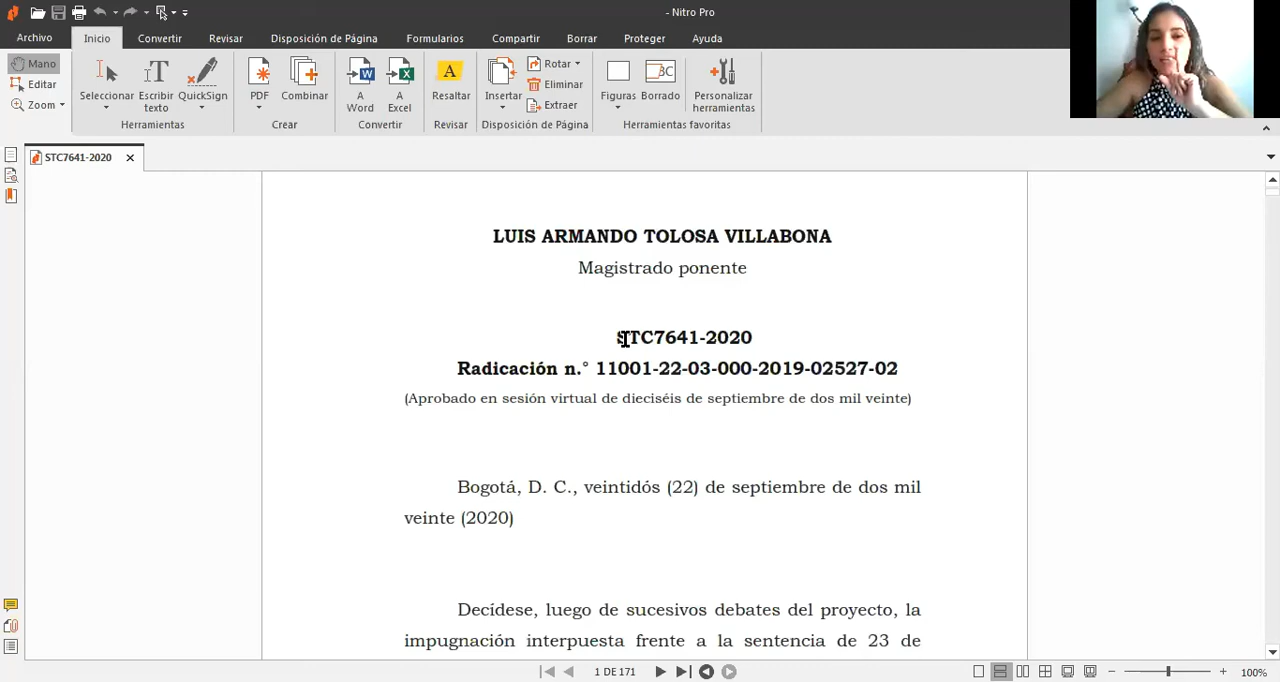 - Nitro Pro
Archivo Inicio Convertir Revisar Disposición de Página Formularios Compartir Borrar Proteger Ayuda
Mano
Editar
Zoom
Seleccionar
Escribir texto
QuickSign
Herramientas
PDF
Combinar
Crear
A Word
A Excel
Convertir
Resaltar
Revisar
Insertar
Rotar
Eliminar
Extraer
Disposición de Página
Figuras
Borrado
Personalizar herramientas
Herramientas favoritas
STC7641-2020
LUIS ARMANDO TOLOSA VILLABONA
Magistrado ponente
STC7641-2020
Radicación n.° 11001-22-03-000-2019-02527-02
(Aprobado en sesión virtual de dieciséis de septiembre de dos mil veinte)
Bogotá, D. C., veintidós (22) de septiembre de dos mil
veinte (2020)
Decídese, luego de sucesivos debates del proyecto, la
impugnación interpuesta frente a la sentencia de 23 de
1 DE 171
100%